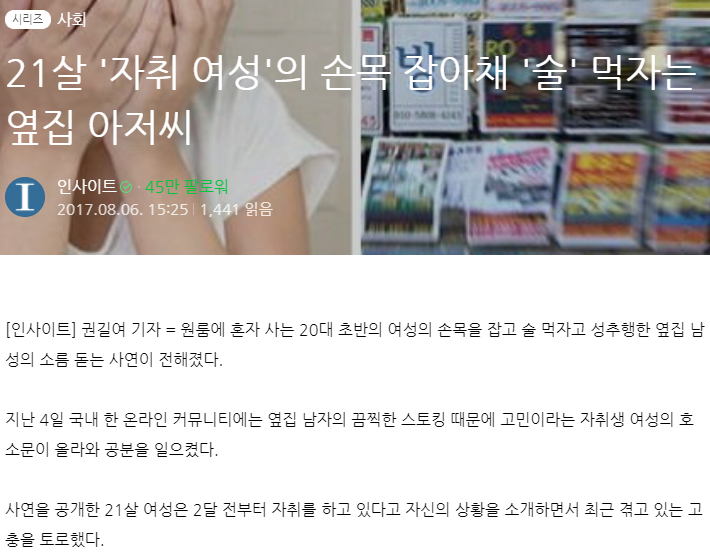 시리즈 사회
21살 '자취 여성'의 손목 잡아채 '술' 먹자는
옆집 아저씨
인사이트 · 45만 팔로워
2017.08.06. 15:25 1,441 읽음
[인사이트] 권길여 기자 = 원룸에 혼자 사는 20대 초반의 여성의 손목을 잡고 술 먹자고 성추행한 옆집 남
성의 소름 돋는 사연이 전해졌다.
지난 4일 국내 한 온라인 커뮤니티에는 옆집 남자의 끔찍한 스토킹 때문에 고민이라는 자취생 여성의 호
소문이 올라와 공분을 일으켰다.
사연을 공개한 21살 여성은 2달 전부터 자취를 하고 있다고 자신의 상황을 소개하면서 최근 겪고 있는 고
충을 토로했다.